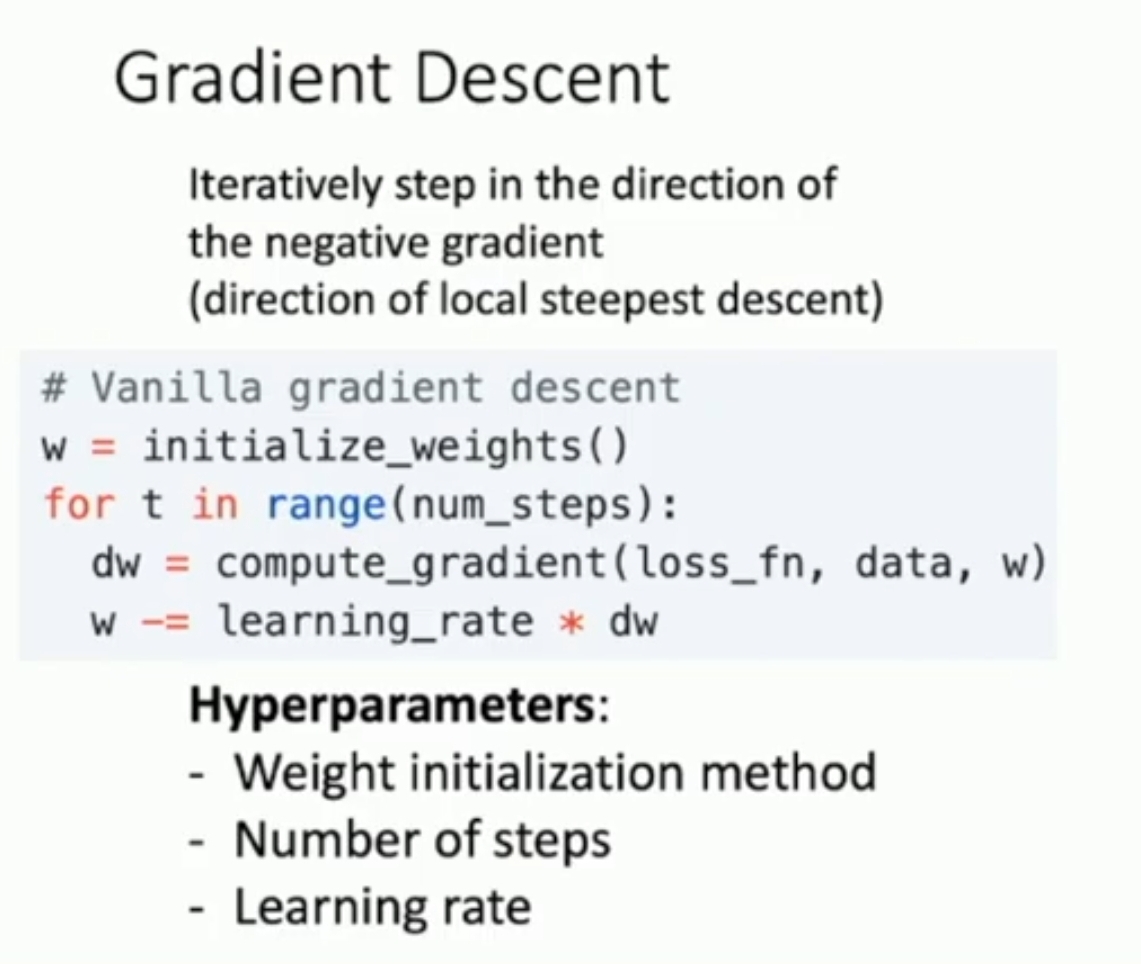 Gradient Descent
Iteratively step in the direction of
the negative gradient
(direction of local steepest descent)
# Vanilla gradient descent
w = initialize_weights()
for t in range(num_steps):
  dw = compute_gradient(loss_fn, data, w)
  w -= learning_rate * dw
Hyperparameters:
- Weight initialization method
- Number of steps
- Learning rate